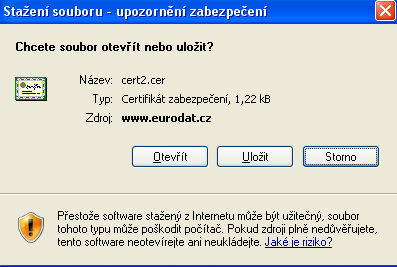 Stažení souboru - upozornění zabezpečení
Chcete soubor otevřít nebo uložit?
Název: cert2.cer
Typ: Certifikát zabezpečení, 1,22 kB
Zdroj: www.eurodat.cz
Otevřít Uložit Storno
Přestože software stažený z Internetu může být užitečný, soubor
tohoto typu může poškodit počítač. Pokud zdroji plně nedůvěřujete,
tento software neotevírejte ani neukládejte. Jaké je riziko?